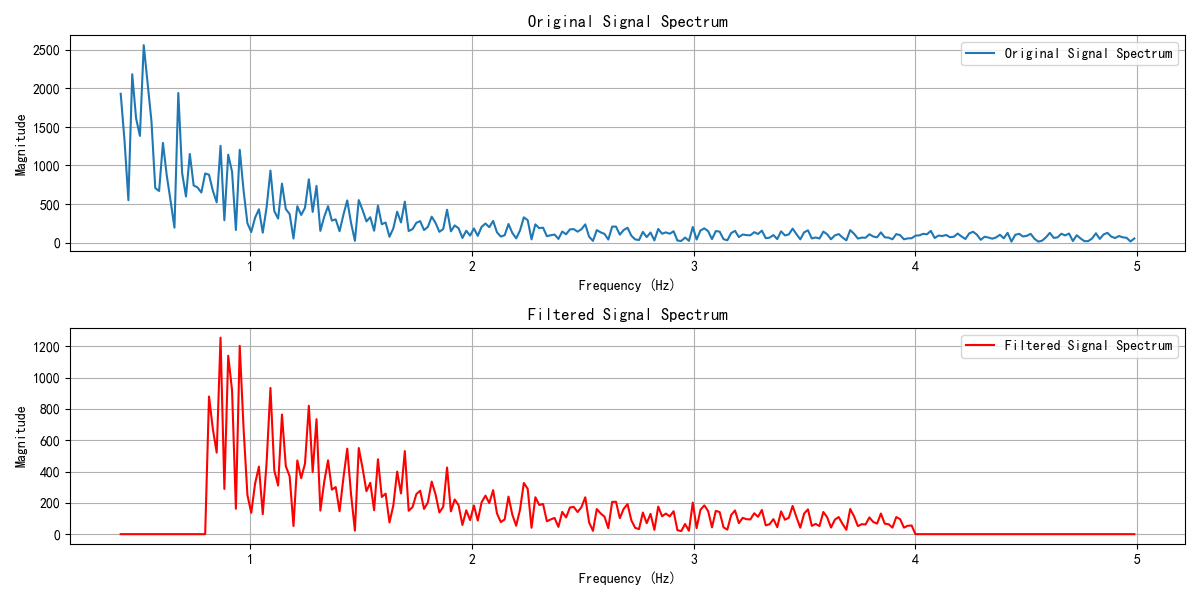 Original Signal Spectrum
Original Signal Spectrum
Magnitude
2500
2000
1500
1000
500
0
1 2 3 4 5
Frequency (Hz)
Filtered Signal Spectrum
Filtered Signal Spectrum
Magnitude
1200
1000
800
600
400
200
0
1 2 3 4 5
Frequency (Hz)